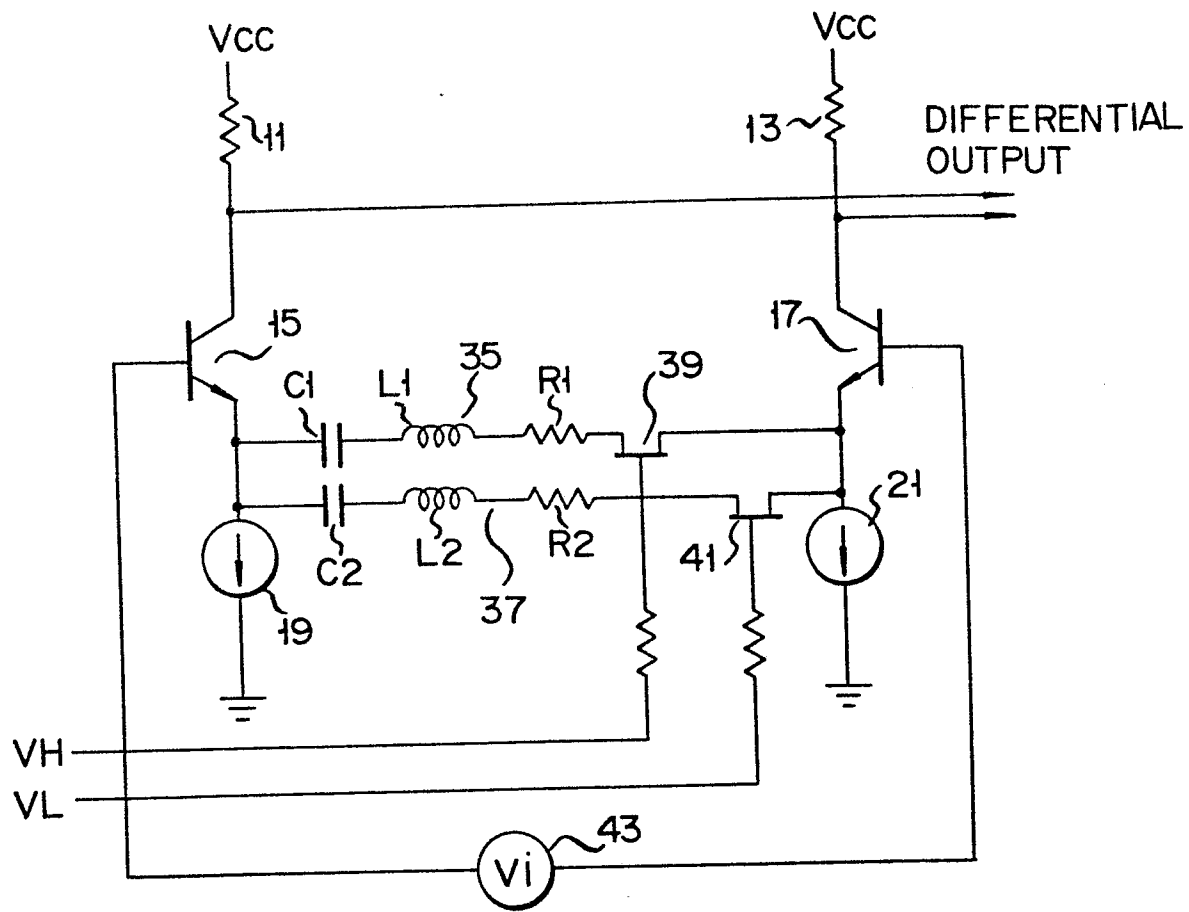 VCC
VCC
11
13
DIFFERENTIAL
OUTPUT
15
17
35
39
C1
L1
R1
21
C2
L2
R2
41
37
19
VH
VL
43
Vi